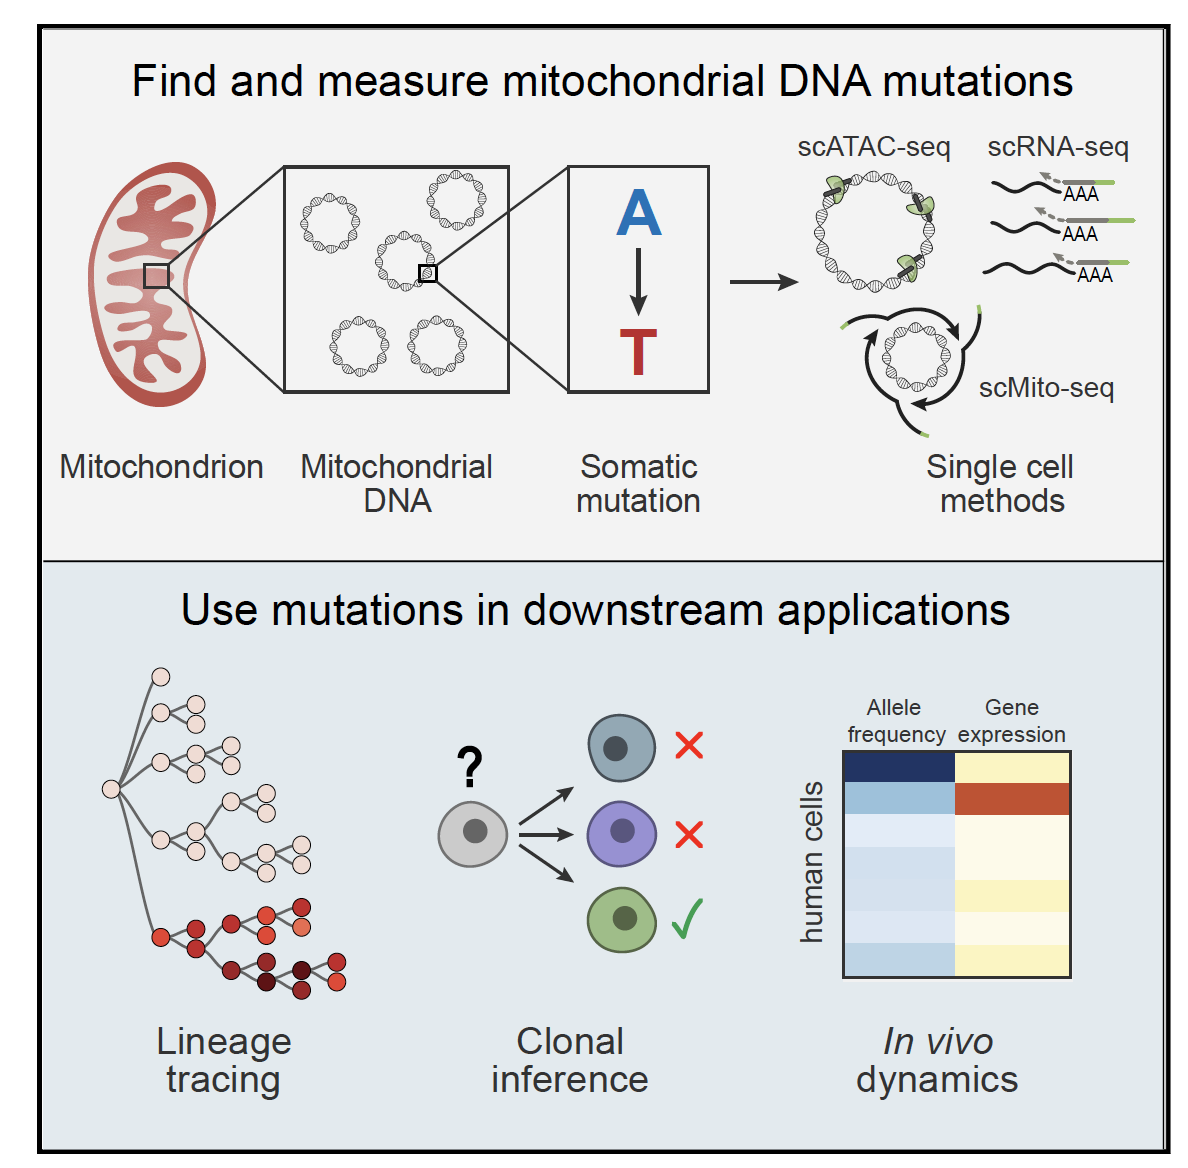 Find and measure mitochondrial DNA mutations
scATAC-seq
scRNA-seq
AAA
AAA
AAA
A
T
scMito-seq
Mitochondrion
Mitochondrial
DNA
Somatic
mutation
Single cell
methods
Use mutations in downstream applications
?
Allele
frequency
Gene
expression
human cells
Lineage
tracing
Clonal
inference
In vivo
dynamics